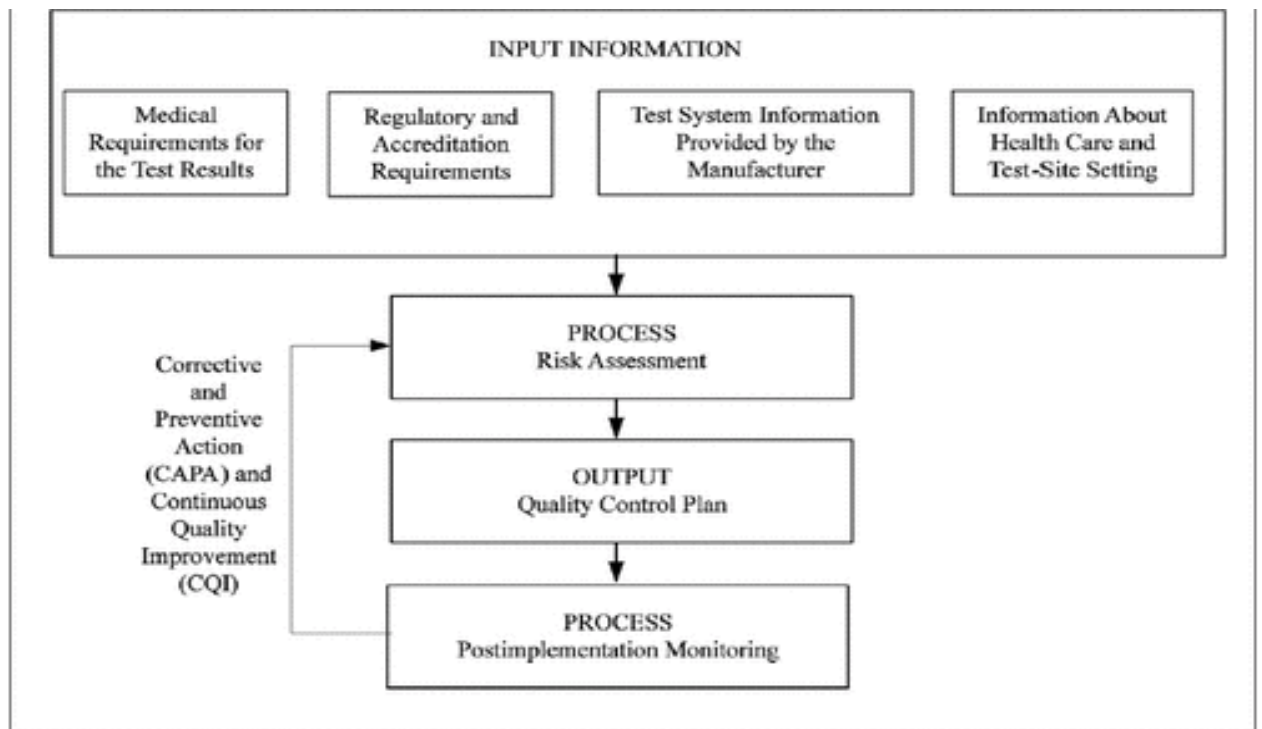 INPUT INFORMATION
Medical
Requirements for
the Test Results
Regulatory and
Accreditation
Requirements
Test System Information
Provided by the
Manufacturer
Information About
Health Care and
Test-Site Setting
PROCESS
Risk Assessment
Corrective
and
Preventive
Action
(CAPA) and
Continuous
Quality
Improvement
(CQI)
OUTPUT
Quality Control Plan
PROCESS
Postimplementation Monitoring